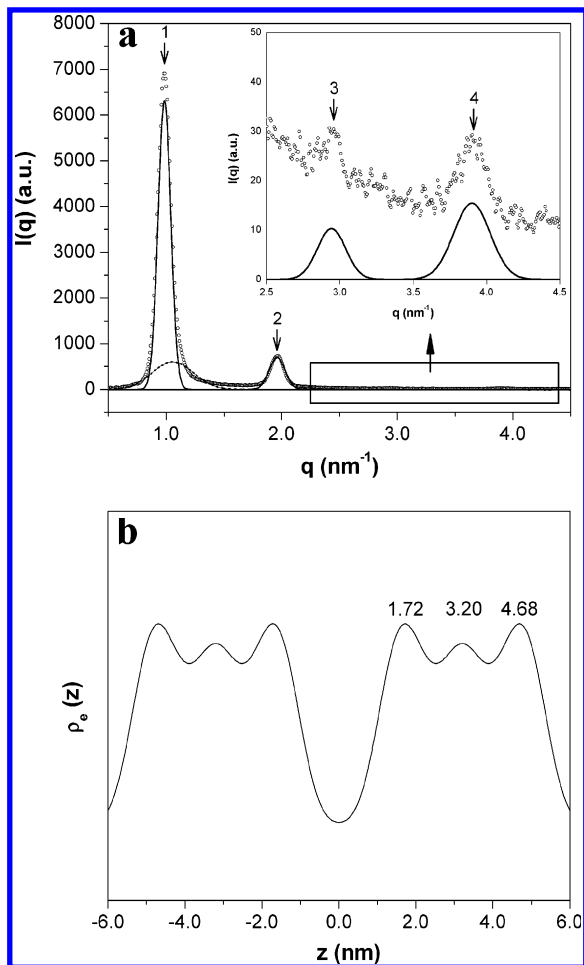 a
8000
7000
6000
5000
4000
3000
2000
1000
0
I(q) (a.u.)
1
2
1.0 2.0 3.0 4.0
q (nm-1)
50
40
30
20
10
0
I(q) (a.u.)
3
4
2.5 3.0 3.5 4.0 4.5
q (nm-1)
b
1.72 3.20 4.68
ρe (z)
-6.0 -4.0 -2.0 0.0 2.0 4.0 6.0
z (nm)